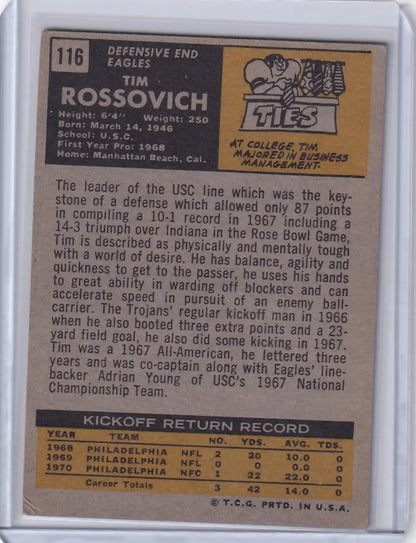 116
DEFENSIVE END
EAGLES
TIM
ROSSOVICH
Height: 6'4" Weight: 250
Born: March 14, 1946
School: U.S.C.
First Year Pro: 1968
Home: Manhattan Beach, Cal.
TIES
AT COLLEGE, TIM
MAJORED IN BUSINESS
MANAGEMENT.
The leader of the USC line which was the key-
stone of a defense which allowed only 87 points
in compiling a 10-1 record in 1967 including a
14-3 triumph over Indiana in the Rose Bowl Game,
Tim is described as physically and mentally tough
with a world of desire. He has balance, agility and
quickness to get to the passer, he uses his hands
to great ability in warding off blockers and can
accelerate speed in pursuit of an enemy ball-
carrier. The Trojans' regular kickoff man in 1966
when he also booted three extra points and a 23-
yard field goal, he also did some kicking in 1967.
Tim was a 1967 All-American, he lettered three
years and was co-captain along with Eagles' line-
backer Adrian Young of USC's 1967 National
Championship Team.
KICKOFF RETURN RECORD
YEAR TEAM NO. YDS. AVG. TDS.
1968 PHILADELPHIA NFL 2 20 10.0 0
1969 PHILADELPHIA NFL 0 0 0.0 0
1970 PHILADELPHIA NFC 1 22 22.0 0
Career Totals 3 42 14.0 0
© T.C.G. PRTD. IN U.S.A.